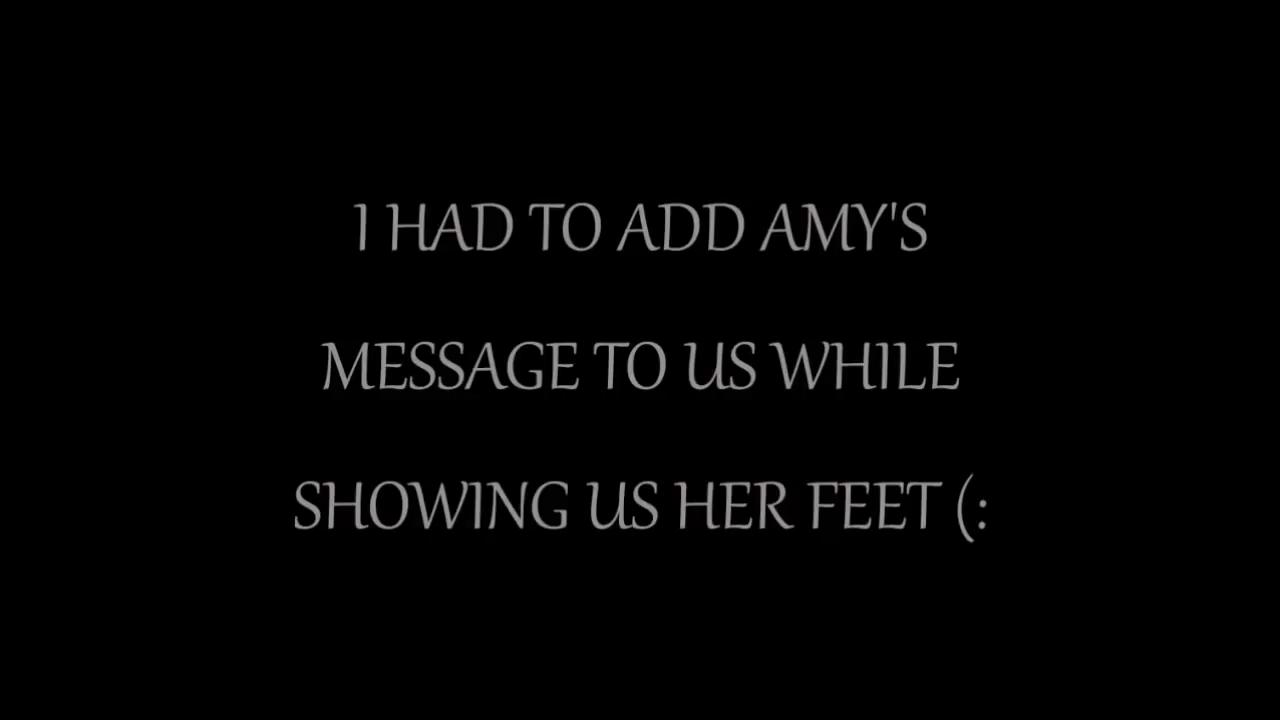 I HAD TO ADD AMY'S
MESSAGE TO US WHILE
SHOWING US HER FEET (: